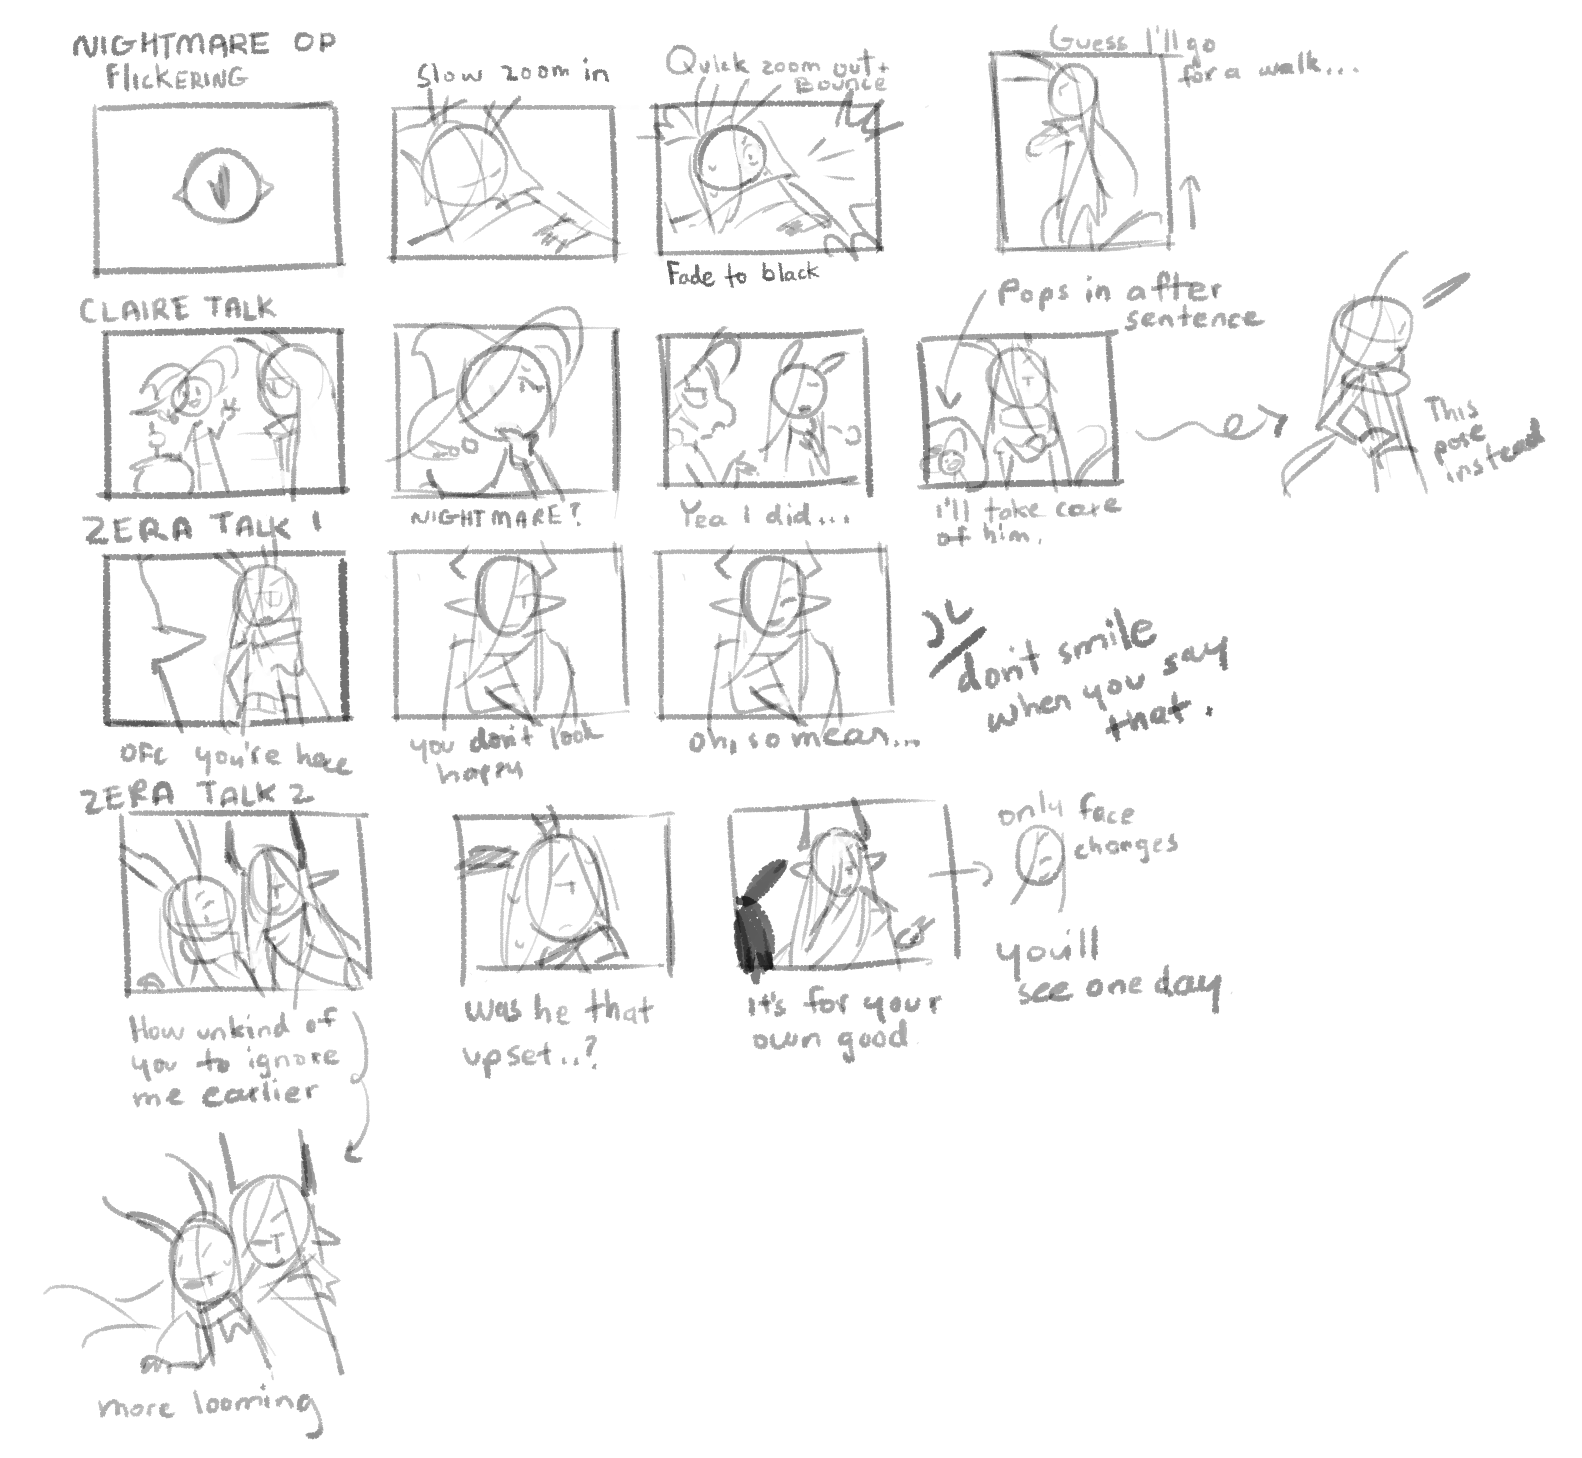 NIGHTMARE OP
FLICKERING
Slow zoom in
Quick zoom out +
BOUNCE
Guess I'll go
for a walk...
Fade to black
CLAIRE TALK
Pops in after
sentence
This
pose
instead
NIGHTMARE?
Yea I did...
I'll take care
of him.
ZERA TALK 1
OFC you're here
you don't look
happy
oh, so mean...
don't smile
when you say
that.
ZERA TALK 2
only face
changes
How unkind of
you to ignore
me earlier
was he that
upset..?
It's for your
own good
you'll
see one day
more looming